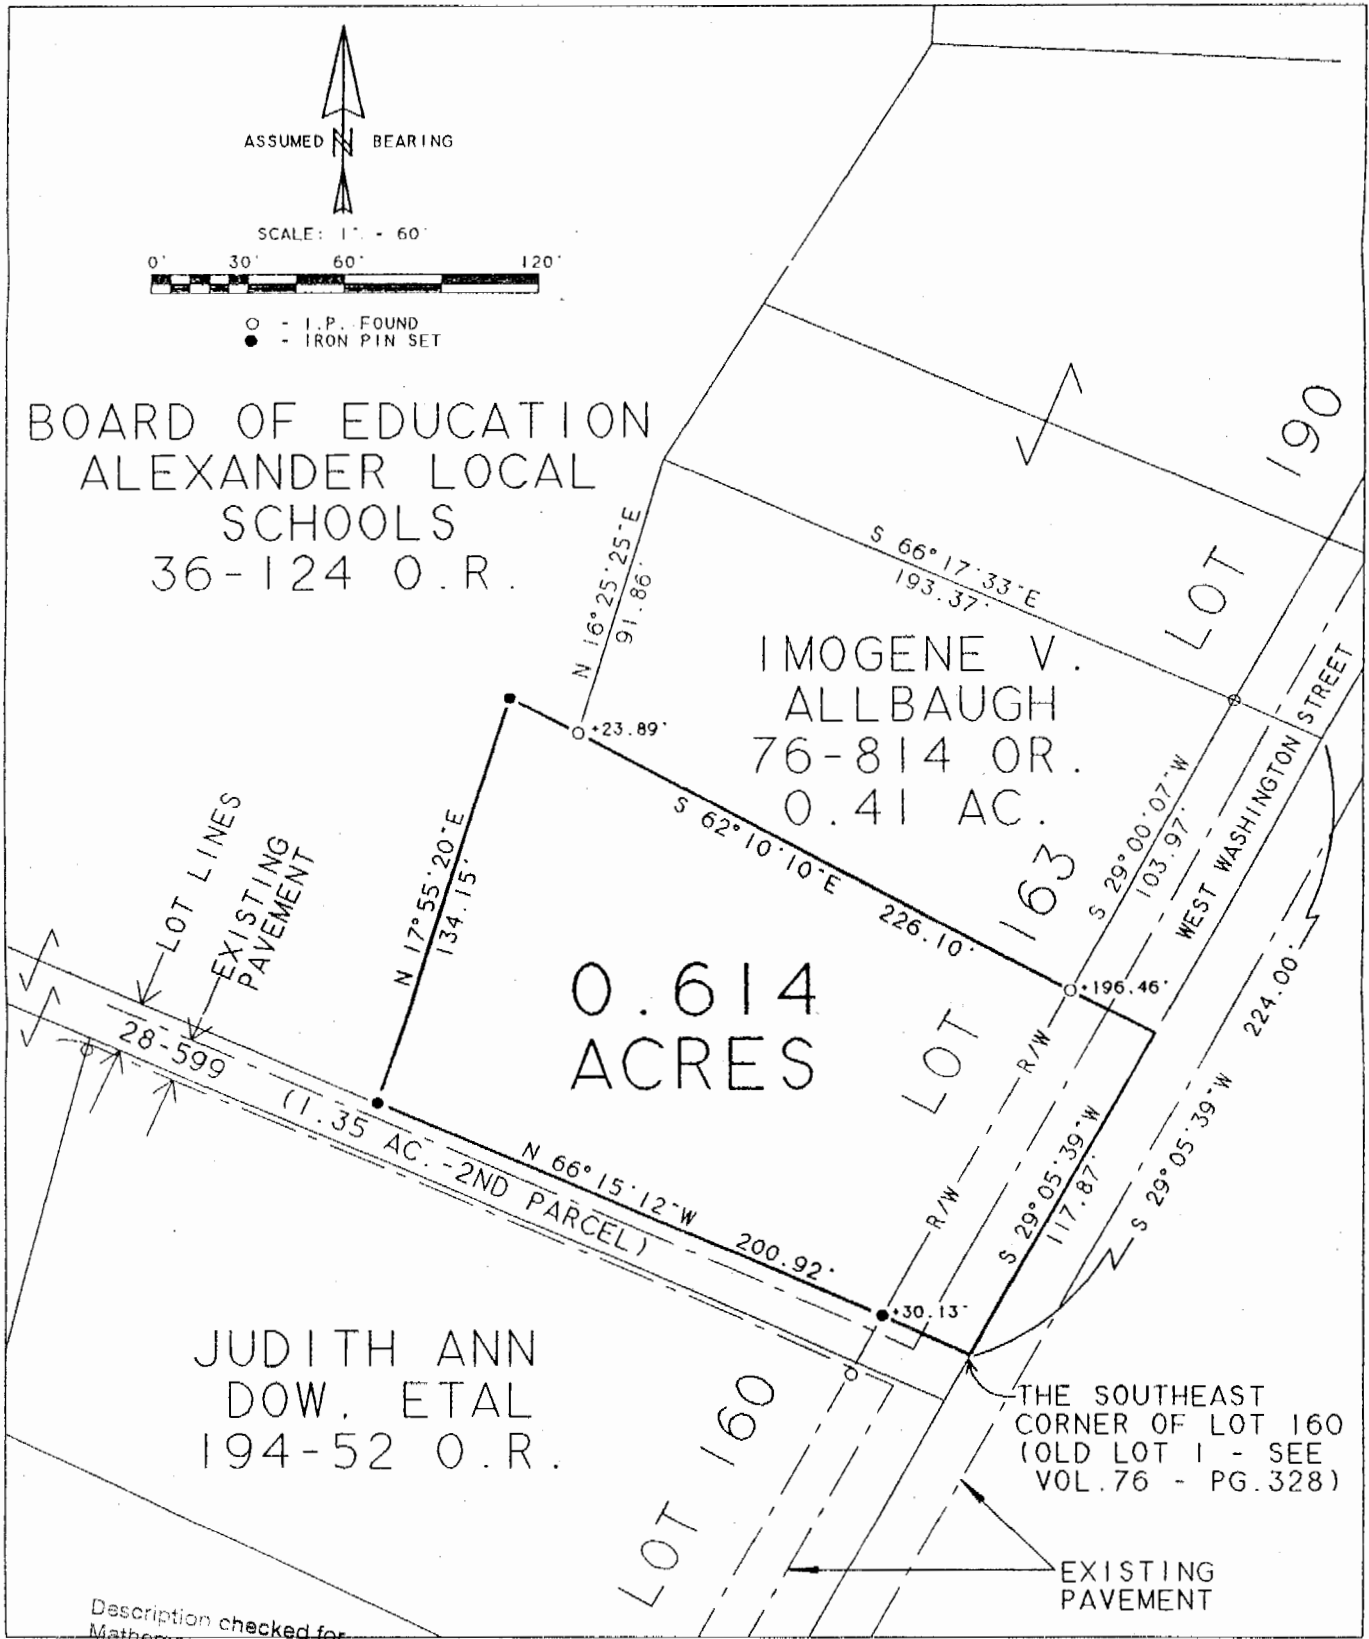 ASSUMED N BEARING
SCALE: 1" - 60'
0' 30' 60' 120'
○ - I.P. FOUND
● - IRON PIN SET
BOARD OF EDUCATION
ALEXANDER LOCAL
SCHOOLS
36-124 O.R.
N 16°25'25"E
91.86'
S 66°17'33"E
193.37'
LOT 190
IMOGENE V.
ALLBAUGH
76-814 OR.
0.41 AC.
+23.89'
S 62°10'10"E 226.10'
LOT 163
S 29°00'07"W
103.97'
WEST WASHINGTON STREET
224.00'
S 29°05'39"W
+196.46'
LOT LINES
EXISTING
PAVEMENT
N 17°55'20"E
134.15'
0.614
ACRES
R/W
R/W
S 29°05'39"W
117.87'
28-599 (1.35 AC.-2ND PARCEL)
N 66°15'12"W 200.92'
+30.13'
JUDITH ANN
DOW, ETAL
194-52 O.R.
LOT 160
THE SOUTHEAST
CORNER OF LOT 160
(OLD LOT 1 - SEE
VOL.76 - PG.328)
EXISTING
PAVEMENT
Description checked for